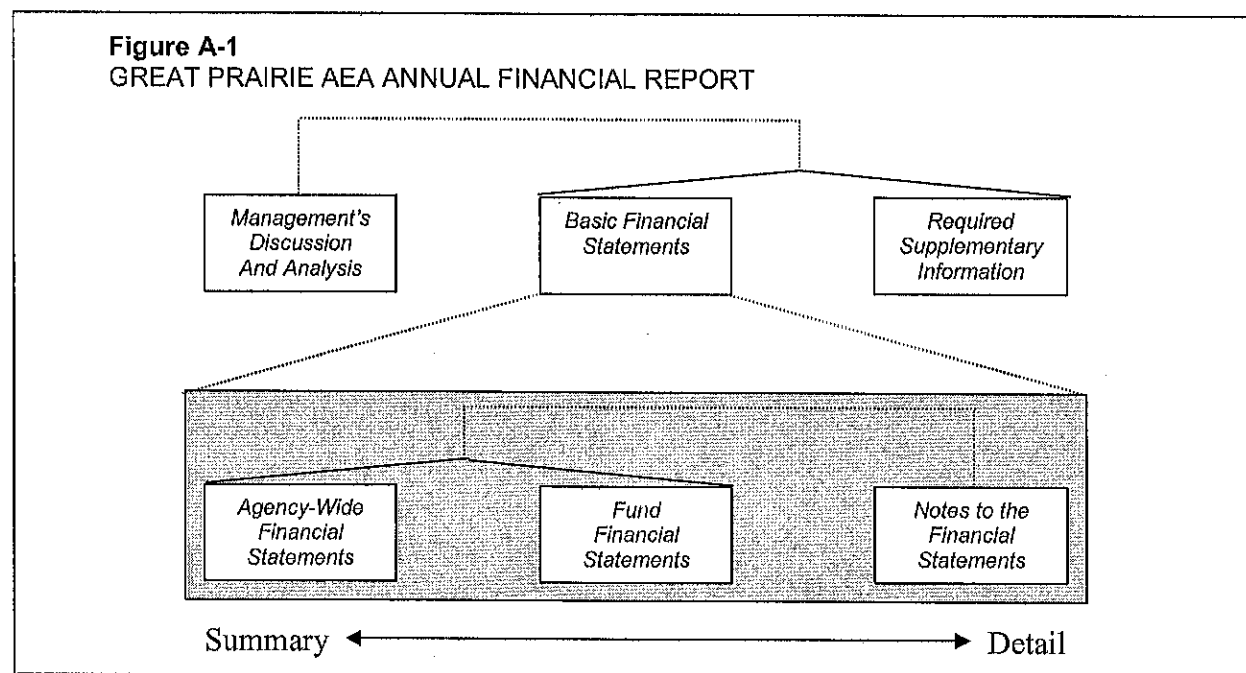 Figure A-1
GREAT PRAIRIE AEA ANNUAL FINANCIAL REPORT
Management's
Discussion
And Analysis
Basic Financial
Statements
Required
Supplementary
Information
Agency-Wide
Financial
Statements
Fund
Financial
Statements
Notes to the
Financial
Statements
Summary
Detail